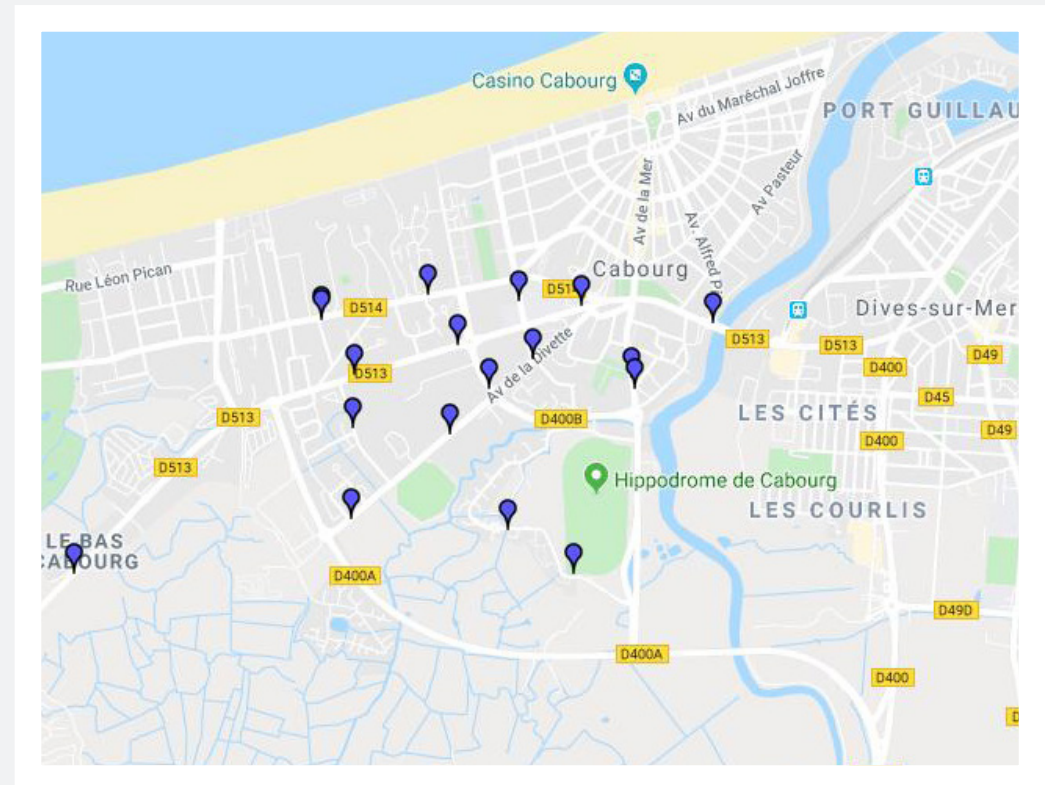 Casino Cabourg
Av du Maréchal Joffre
PORT GUILLAU
Av Pasteur
Av de la Mer
Av. Alfred Pi
Rue Léon Pican
Cabourg
D514
D51
Dives-sur-Mer
D513
D513
D49
D513
D400
Av de la Divette
D45
D513
D400B
LES CITÉS
D49
D400
D513
Hippodrome de Cabourg
LES COURLIS
LE BAS
CABOURG
D400A
D49D
D400A
D400
D